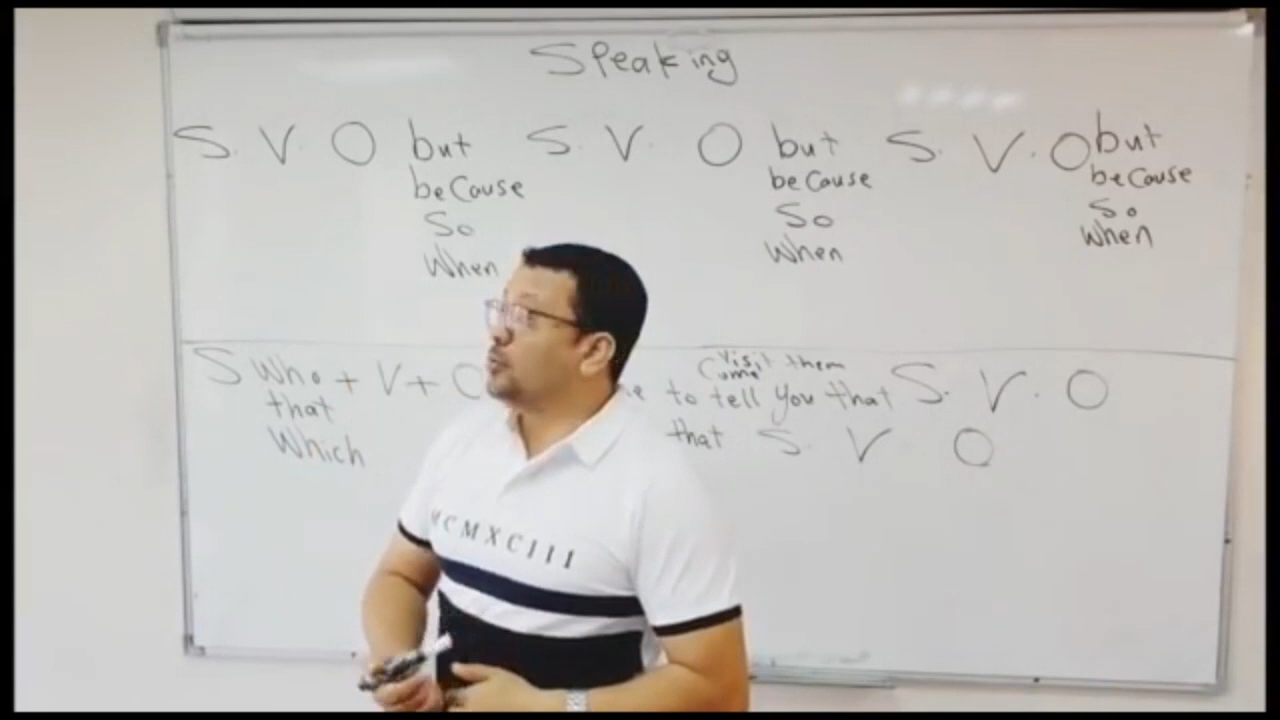 Speaking
S. V. O but S. V. O but S. V. O but
because because because
So So So
When When When
Visit them
S Who + V + O to tell you that S. V. O
that that S V O
Which
MCMXCIII